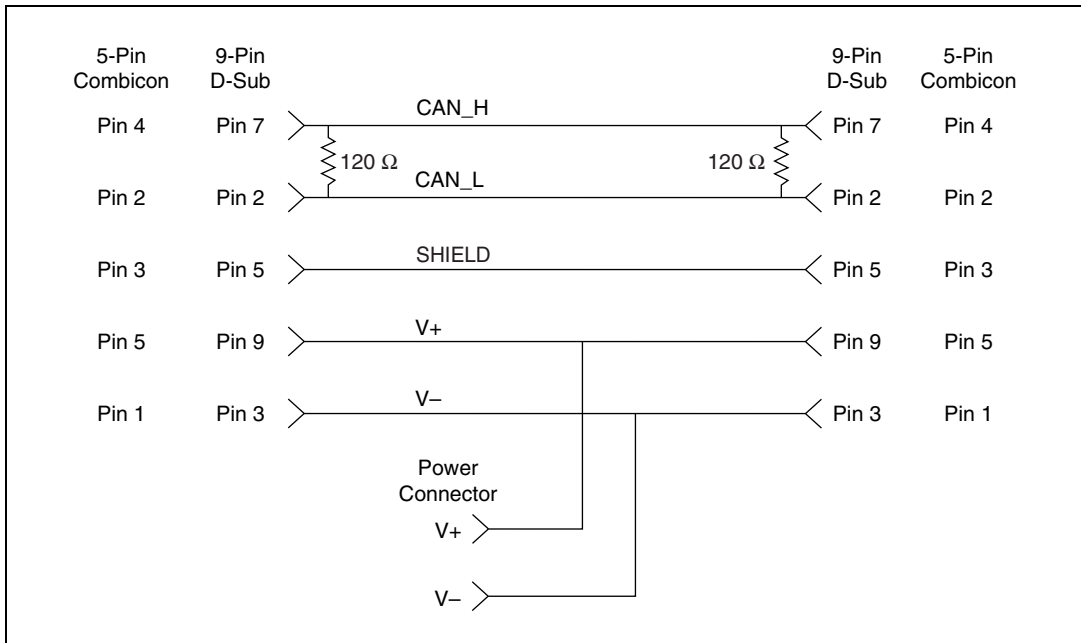 5-Pin Combicon
9-Pin D-Sub
9-Pin D-Sub
5-Pin Combicon
CAN_H
Pin 4 Pin 7 Pin 7 Pin 4
120 Ω 120 Ω
CAN_L
Pin 2 Pin 2 Pin 2 Pin 2
SHIELD
Pin 3 Pin 5 Pin 5 Pin 3
V+
Pin 5 Pin 9 Pin 9 Pin 5
V–
Pin 1 Pin 3 Pin 3 Pin 1
Power
Connector
V+
V–